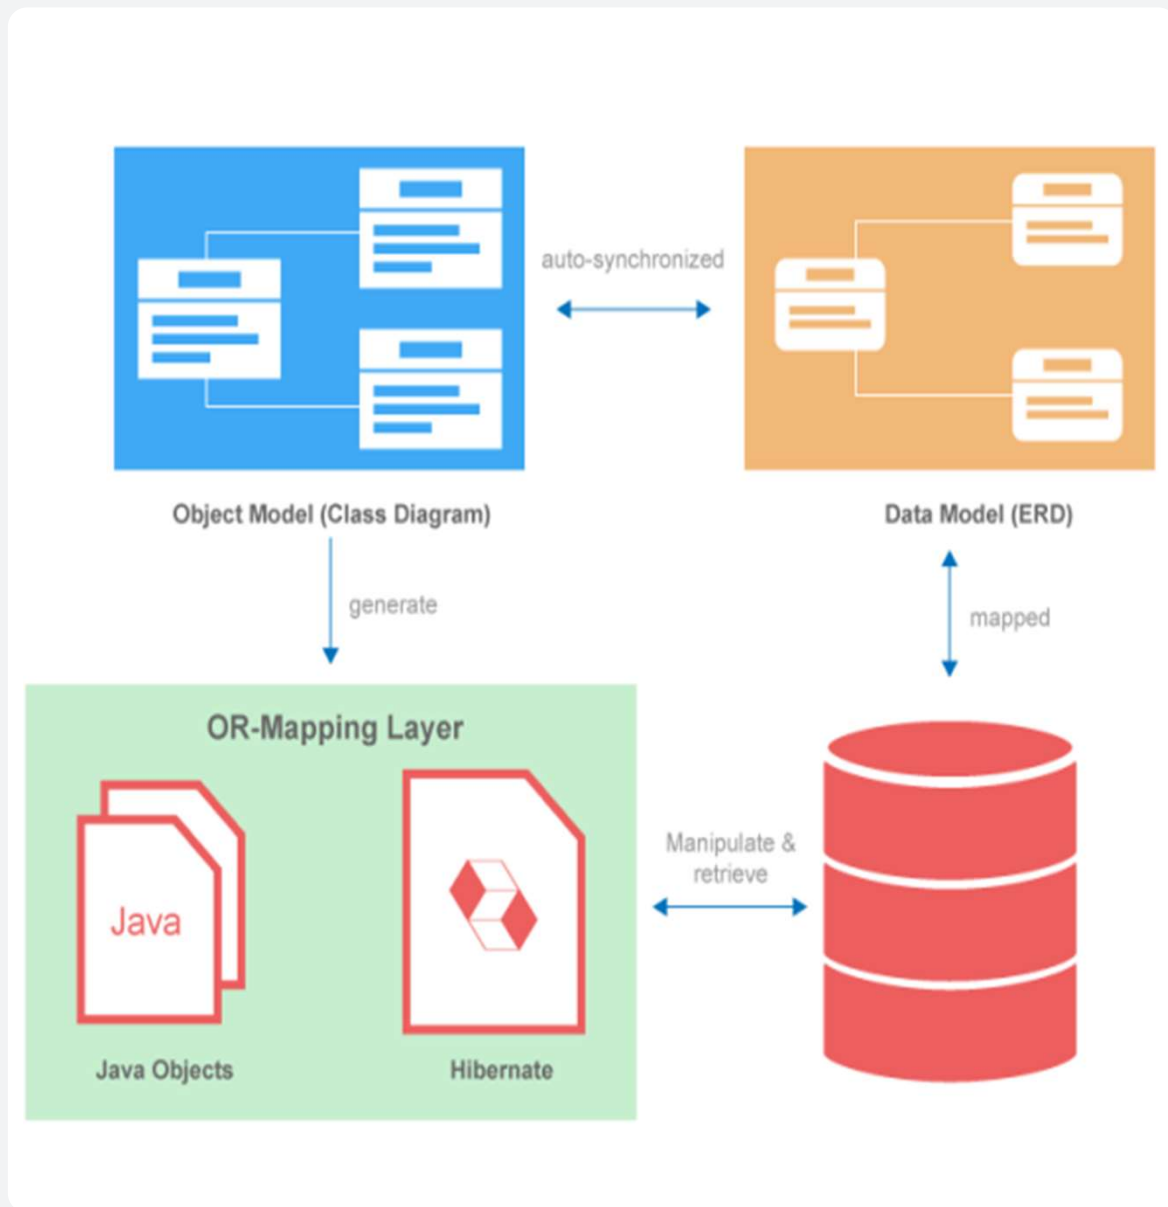 auto-synchronized
Object Model (Class Diagram)
Data Model (ERD)
generate
mapped
OR-Mapping Layer
Manipulate &
retrieve
Java
Java Objects
Hibernate